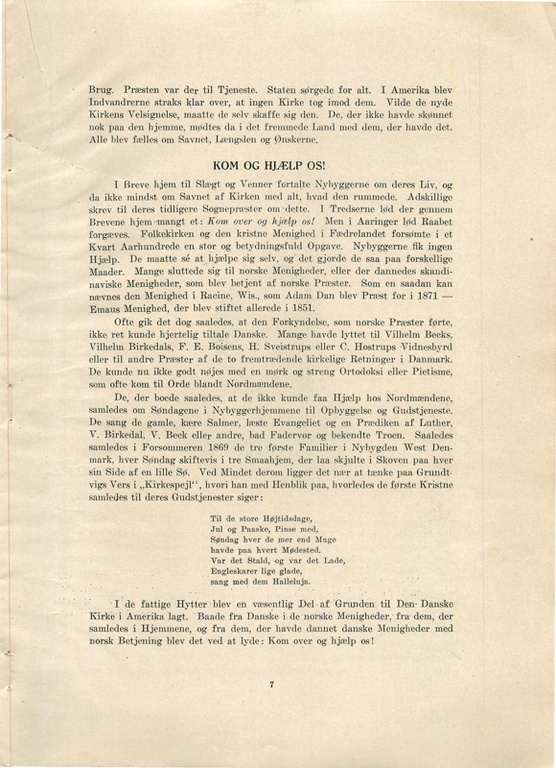 Brug. Præsten var der til Tjeneste. Staten sørgede for alt. I Amerika blev
Indvandrerne straks klar over, at ingen Kirke tog imod dem. Vilde de nyde
Kirkens Velsignelse, maatte de selv skaffe sig den. De, der ikke havde skønnet
nok paa den hjemme, mødtes da i det fremmede Land med dem, der havde det.
Alle blev fælles om Savnet, Længslen og Ønskerne.
KOM OG HJÆLP OS!
I Breve hjem til Slægt og Venner fortalte Nybyggerne om deres Liv, og
da ikke mindst om Savnet af Kirken med alt, hvad den rummede. Adskillige
skrev til deres tidligere Sognepræster om dette. I Tredserne lød der gennem
Brevene hjem mangt et: Kom over og hjælp os! Men i Aaringer lød Raabet
forgæves. Folkekirken og den kristne Menighed i Fædrelandet forsømte i et
Kvart Aarhundrede en stor og betydningsfuld Opgave. Nybyggerne fik ingen
Hjælp. De maatte sé at hjælpe sig selv, og det gjorde de saa paa forskellige
Maader. Mange sluttede sig til norske Menigheder, eller der dannedes skandi-
naviske Menigheder, som blev betjent af norske Præster. Som en saadan kan
nævnes den Menighed i Racine, Wis., som Adam Dan blev Præst for i 1871 —
Emaus Menighed, der blev stiftet allerede i 1851.
Ofte gik det dog saaledes, at den Forkyndelse, som norske Præster førte,
ikke ret kunde hjertelig tiltale Danske. Mange havde lyttet til Vilhelm Becks,
Vilhelm Birkedals, F. E. Boisens, H. Sveistrups eller C. Hostrups Vidnesbyrd
eller til andre Præster af de to fremtrædende kirkelige Retninger i Danmark.
De kunde nu ikke godt nøjes med en mørk og streng Ortodoksi eller Pietisme,
som ofte kom til Orde blandt Nordmændene.
De, der boede saaledes, at de ikke kunde faa Hjælp hos Nordmændene,
samledes om Søndagene i Nybyggerhjemmene til Opbyggelse og Gudstjeneste.
De sang de gamle, kære Salmer, læste Evangeliet og en Prædiken af Luther,
V. Birkedal, V. Beck eller andre, bad Fadervor og bekendte Troen. Saaledes
samledes i Forsommeren 1869 de tre første Familier i Nybygden West Den-
mark, hver Søndag skiftevis i tre Smaahjem, der laa skjulte i Skoven paa hver
sin Side af en lille Sø. Ved Mindet derom ligger det nær at tænke paa Grundt-
vigs Vers i „Kirkespejl“, hvori han med Henblik paa, hvorledes de første Kristne
samledes til deres Gudstjenester siger:
Til de store Højtidsdage,
Jul og Paaske, Pinse med,
Søndag hver de mer end Mage
havde paa hvert Mødested.
Var det Stald, og var det Lade,
Engleskarer lige glade,
sang med dem Halleluja.
I de fattige Hytter blev en væsentlig Del af Grunden til Den Danske
Kirke i Amerika lagt. Baade fra Danske i de norske Menigheder, fra dem, der
samledes i Hjemmene, og fra dem, der havde dannet danske Menigheder med
norsk Betjening blev det ved at lyde: Kom over og hjælp os!
7